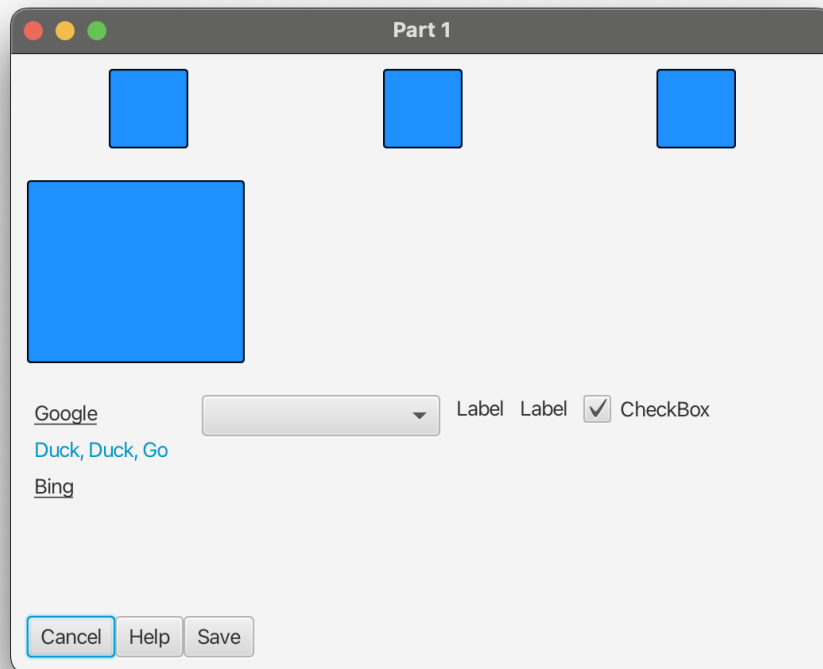 Part 1
Google
Label Label CheckBox
Duck, Duck, Go
Bing
Cancel Help Save